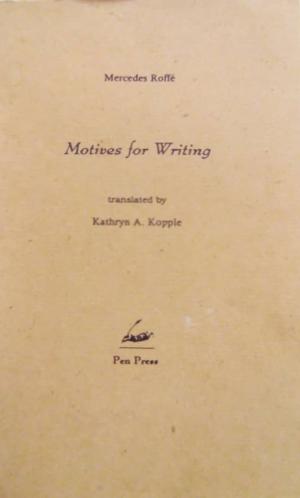 Mercedes Roffé
Motives for Writing
translated by
Kathryn A. Kopple
Pen Press